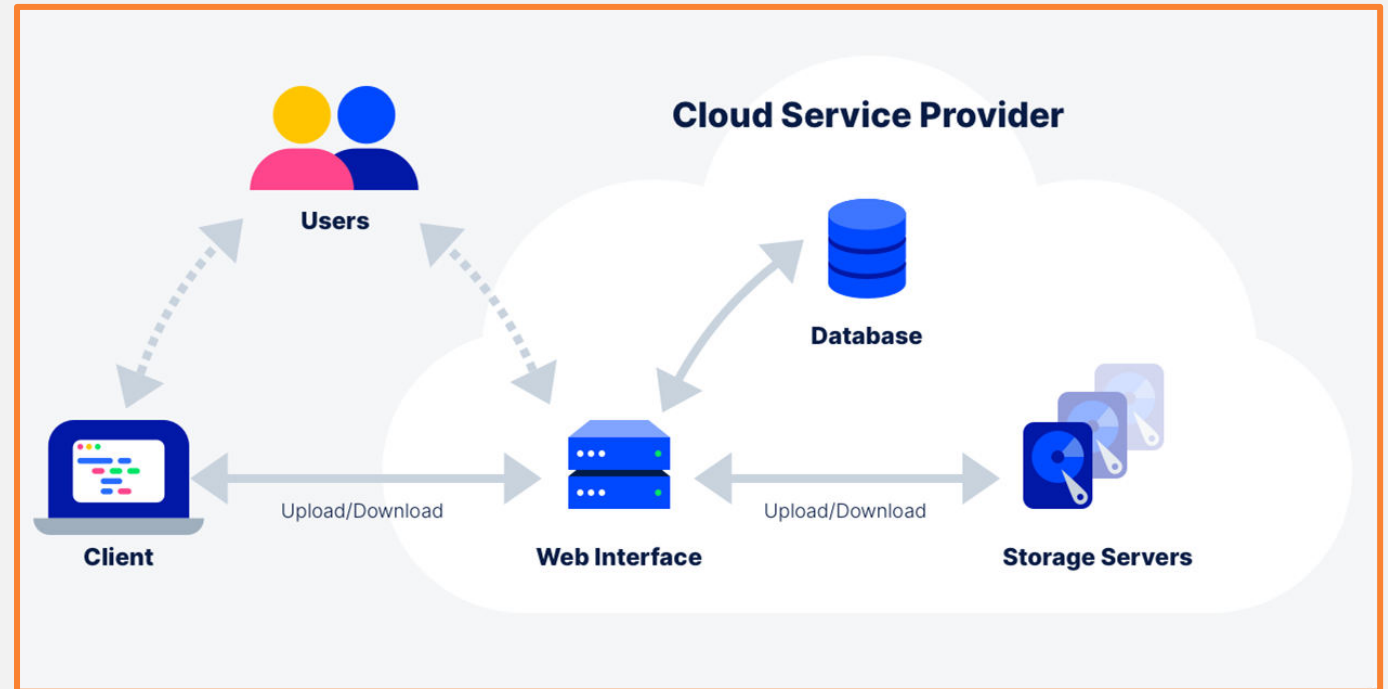 Cloud Service Provider
Users
Database
Upload/Download
Upload/Download
Client
Web Interface
Storage Servers